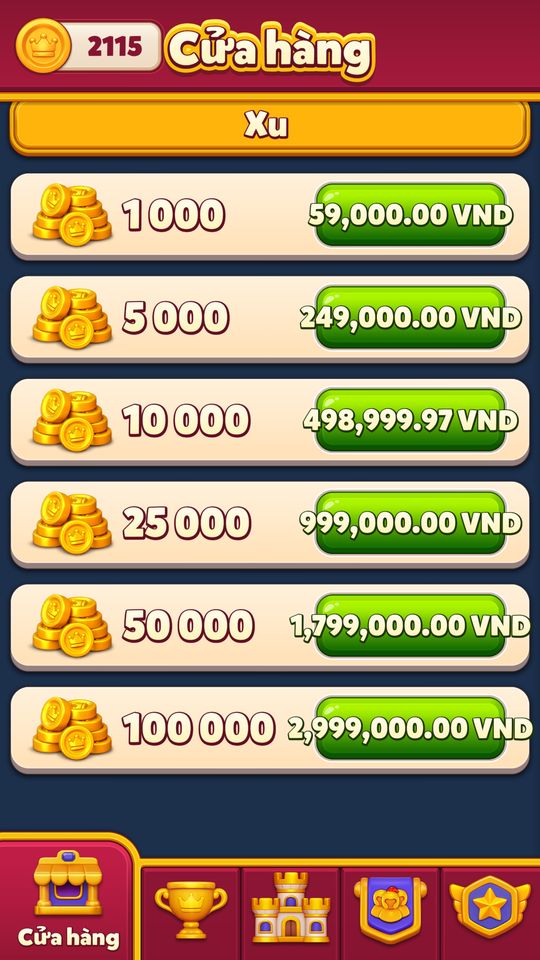 2115 Cửa hàng
Xu
1 000 59,000.00 VND
5 000 249,000.00 VND
10 000 498,999.97 VND
25 000 999,000.00 VND
50 000 1,799,000.00 VND
100 000 2,999,000.00 VND
Cửa hàng